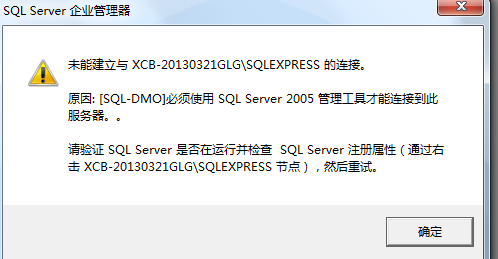 SQL Server 企业管理器
未能建立与 XCB-20130321GLG\SQLEXPRESS 的连接。
原因: [SQL-DMO]必须使用 SQL Server 2005 管理工具才能连接到此
服务器。。
请验证 SQL Server 是否在运行并检查  SQL Server 注册属性（通过右
击 XCB-20130321GLG\SQLEXPRESS 节点），然后重试。
确定